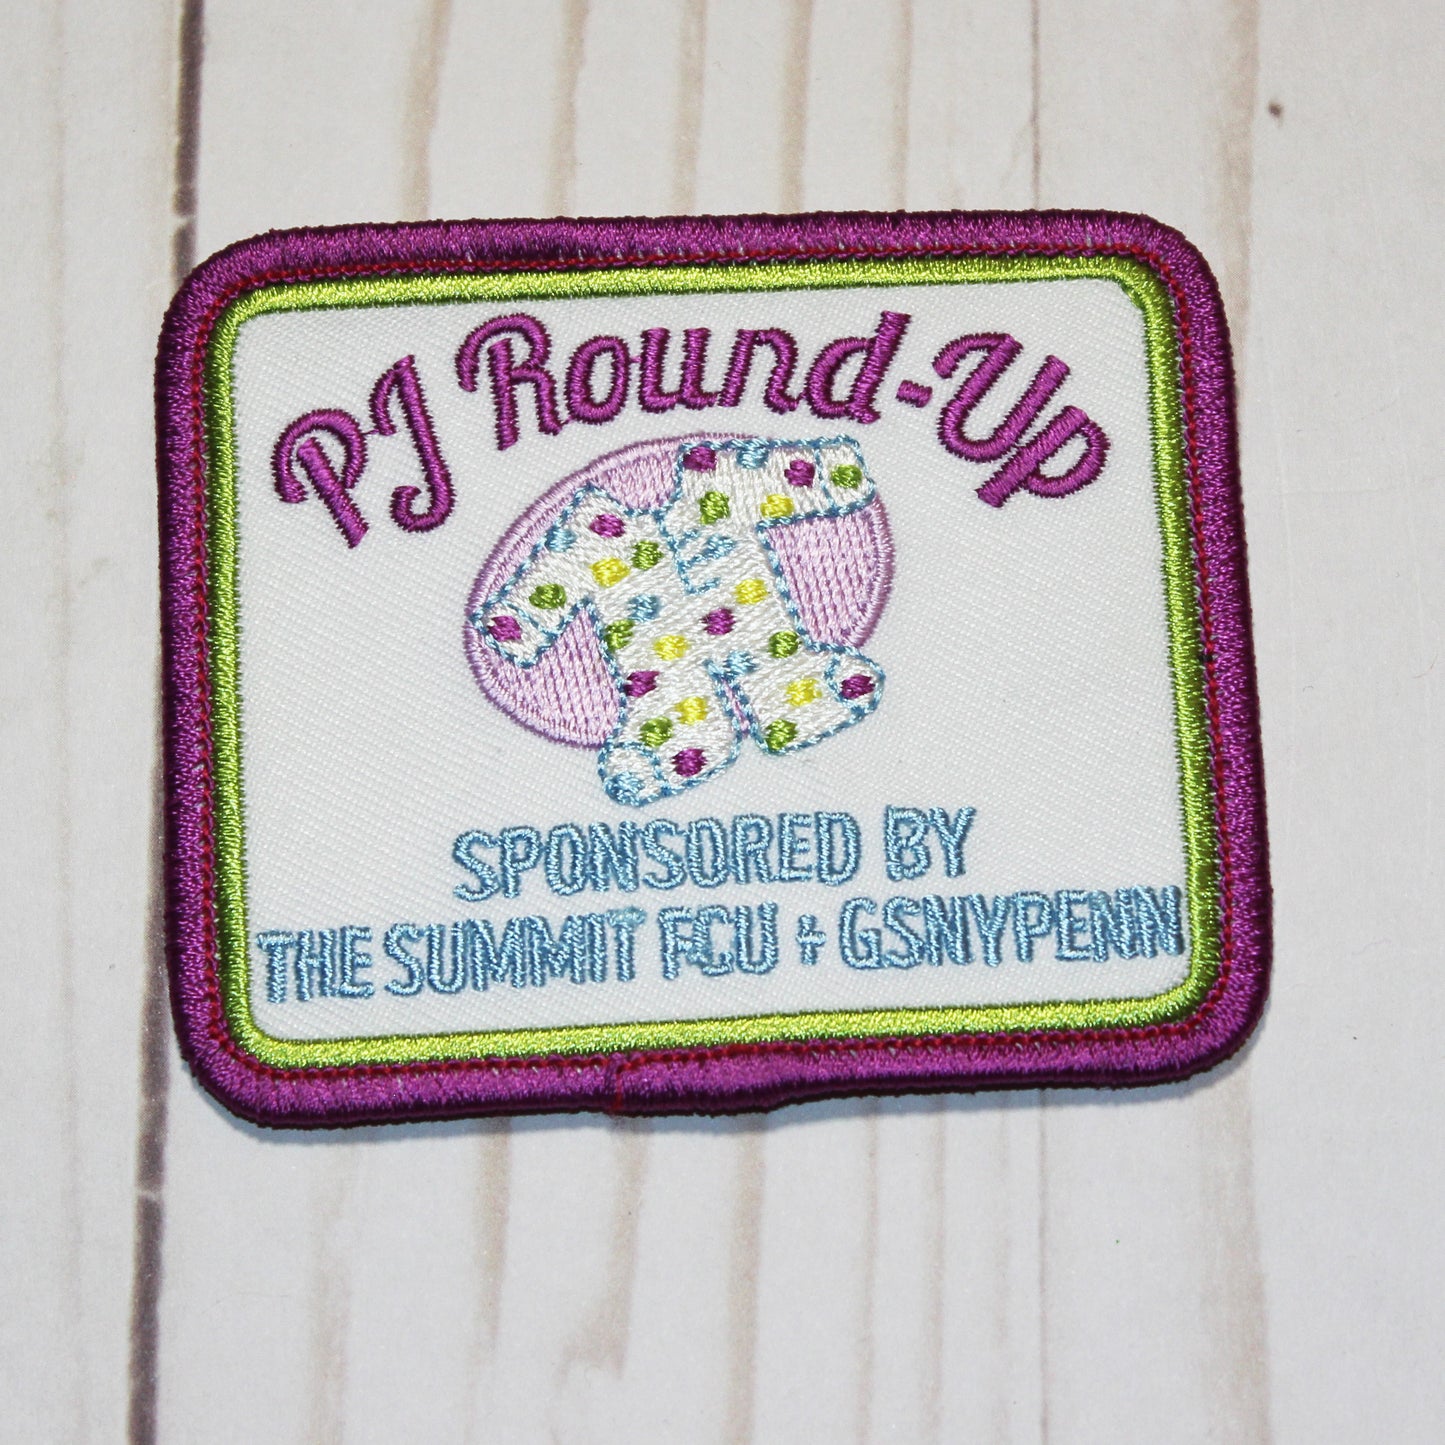 PJ Round-Up
SPONSORED BY
THE SUMMIT FCU + GSNYPENN